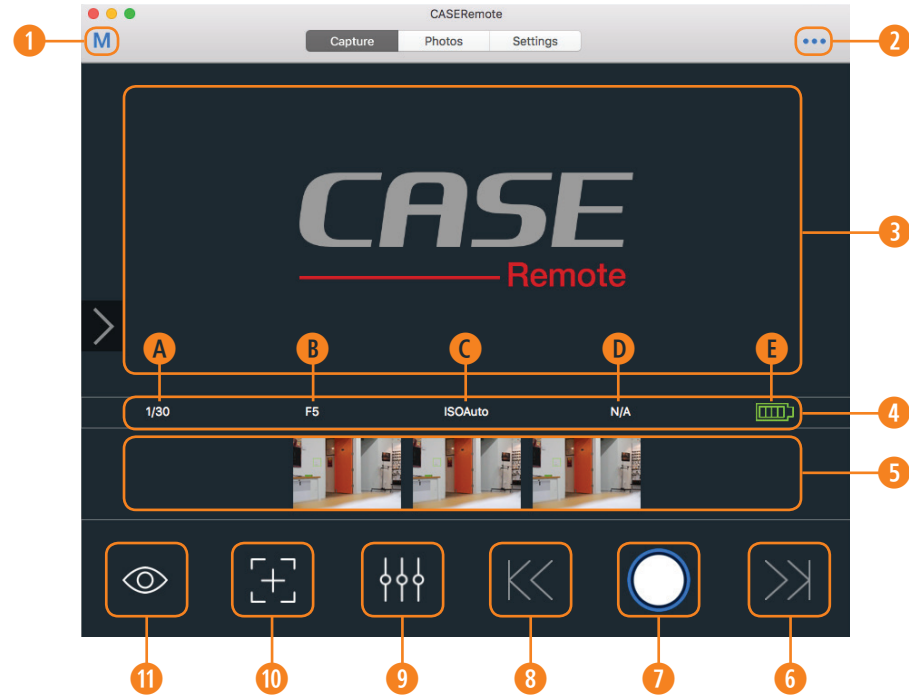 CASERemote
1 M Capture Photos Settings ••• 2
CASE
Remote
3
A B C D E
1/30 F5 ISOAuto N/A
4
5
11 10 9 8 7 6